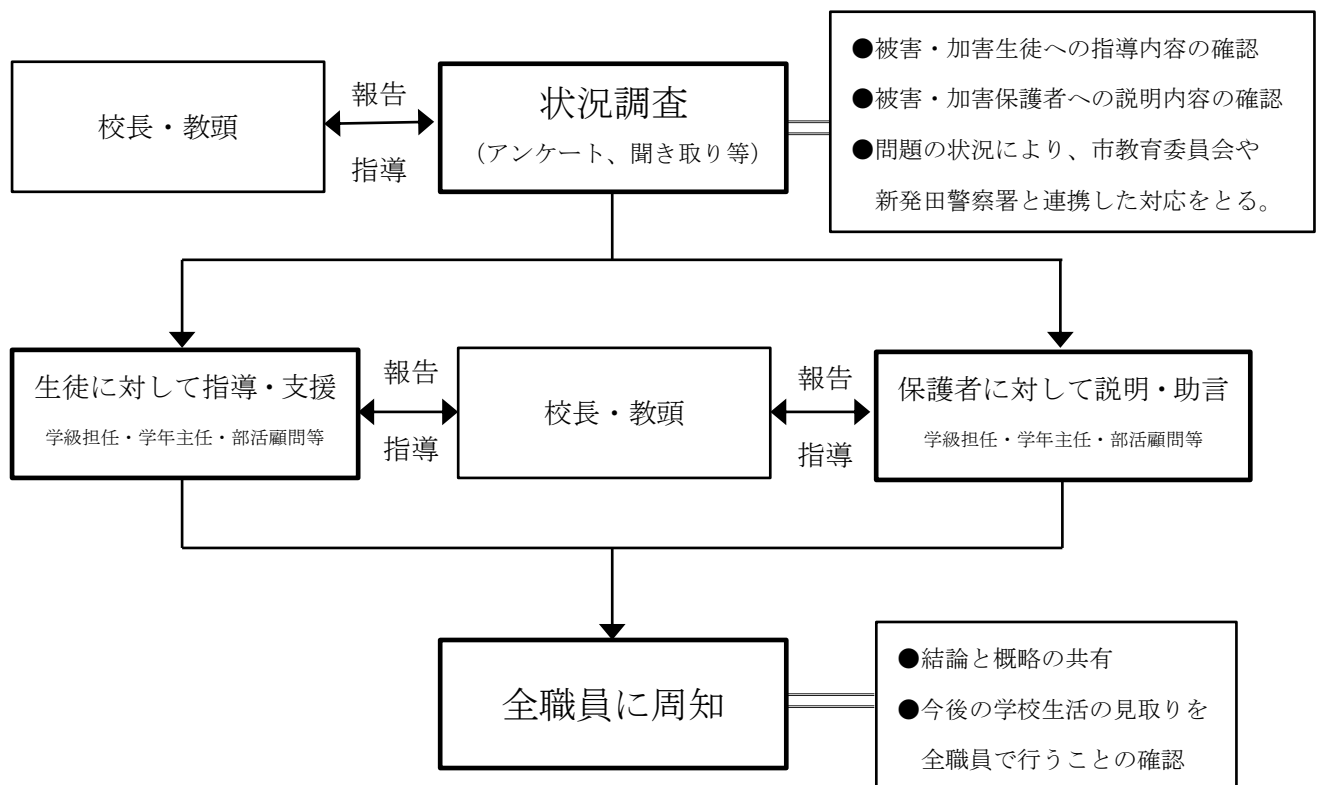 校長・教頭
報告
指導
状況調査
（アンケート、聞き取り等）
●被害・加害生徒への指導内容の確認
●被害・加害保護者への説明内容の確認
●問題の状況により、市教育委員会や
新発田警察署と連携した対応をとる。
生徒に対して指導・支援
学級担任・学年主任・部活顧問等
報告
指導
校長・教頭
報告
指導
保護者に対して説明・助言
学級担任・学年主任・部活顧問等
全職員に周知
●結論と概略の共有
●今後の学校生活の見取りを
全職員で行うことの確認